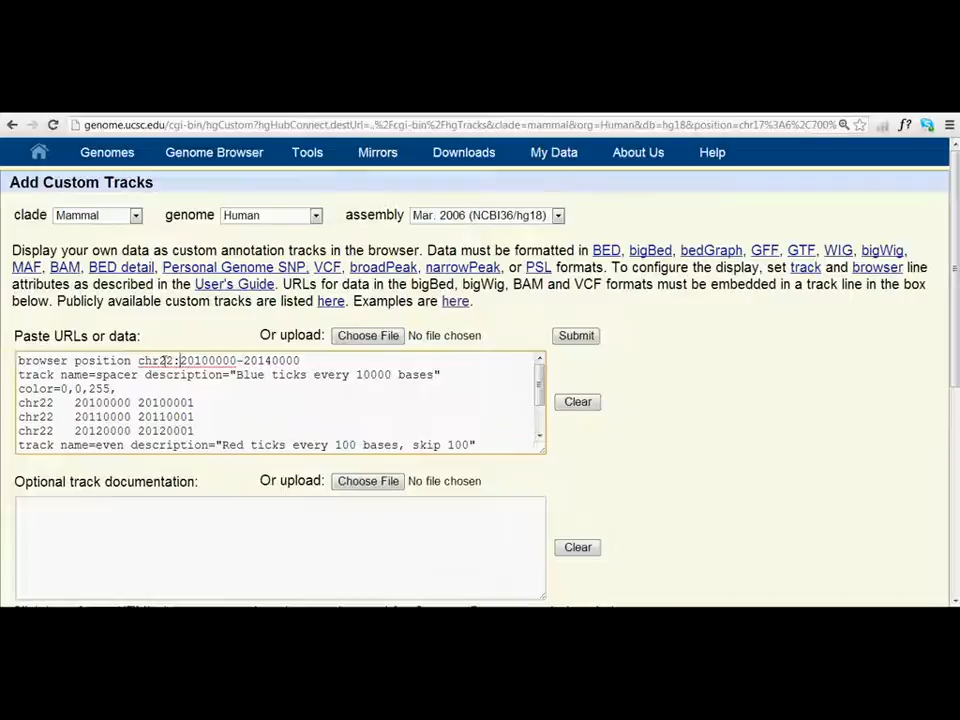 genome.ucsc.edu/cgi-bin/hgCustom?hgHubConnect.destUrl=..%2Fcgi-bin%2FhgTracks&clade=mammal&org=Human&db=hg18&position=chr17%3A6%2C700%
Genomes Genome Browser Tools Mirrors Downloads My Data About Us Help
Add Custom Tracks
clade Mammal genome Human assembly Mar. 2006 (NCBI36/hg18)
Display your own data as custom annotation tracks in the browser. Data must be formatted in BED, bigBed, bedGraph, GFF, GTF, WIG, bigWig,
MAF, BAM, BED detail, Personal Genome SNP, VCF, broadPeak, narrowPeak, or PSL formats. To configure the display, set track and browser line
attributes as described in the User's Guide. URLs for data in the bigBed, bigWig, BAM and VCF formats must be embedded in a track line in the box
below. Publicly available custom tracks are listed here. Examples are here.
Paste URLs or data: Or upload: Choose File No file chosen Submit
browser position chr22:20100000-20140000
track name=spacer description="Blue ticks every 10000 bases"
color=0,0,255,
chr22 20100000 20100001
chr22 20110000 20110001
chr22 20120000 20120001
track name=even description="Red ticks every 100 bases, skip 100"
Clear
Optional track documentation: Or upload: Choose File No file chosen
Clear